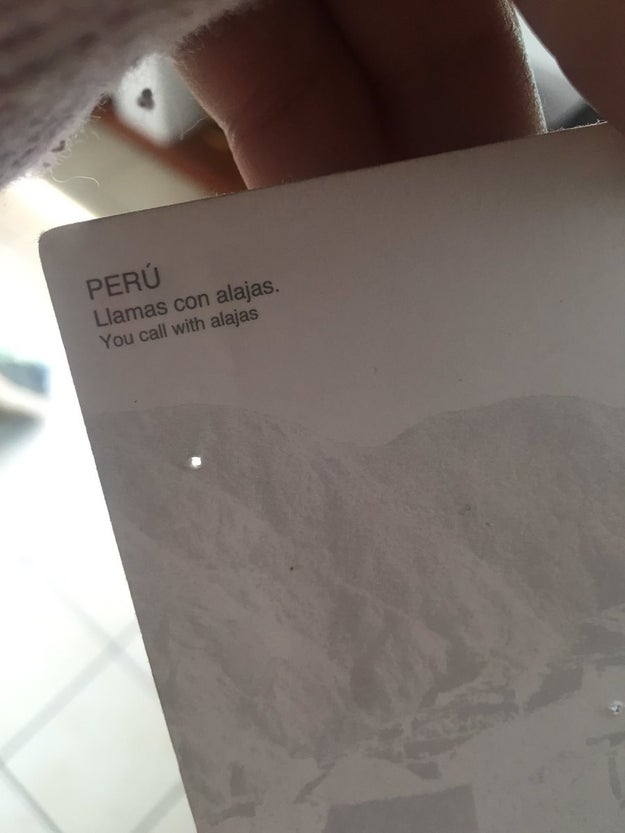 PERÚ
Llamas con alajas.
You call with alajas